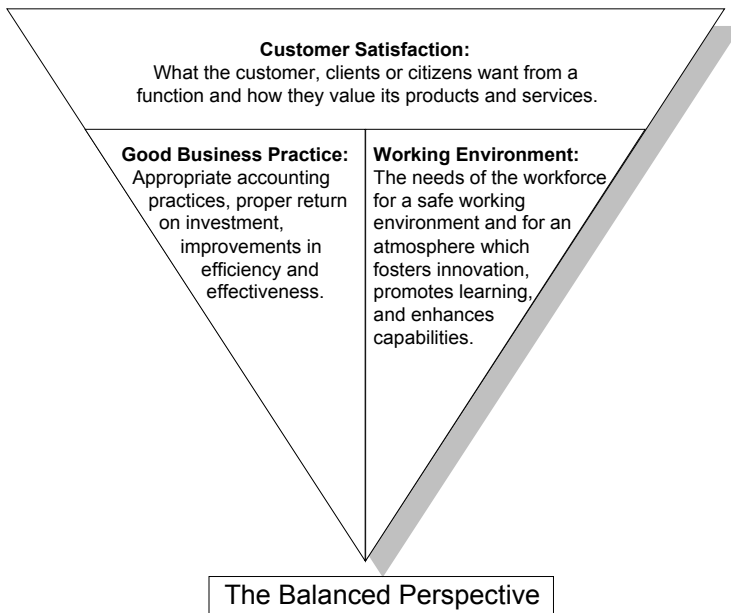 Customer Satisfaction:
What the customer, clients or citizens want from a
function and how they value its products and services.
Good Business Practice:
Appropriate accounting
practices, proper return
on investment,
improvements in
efficiency and
effectiveness.
Working Environment:
The needs of the workforce
for a safe working
environment and for an
atmosphere which
fosters innovation,
promotes learning,
and enhances
capabilities.
The Balanced Perspective